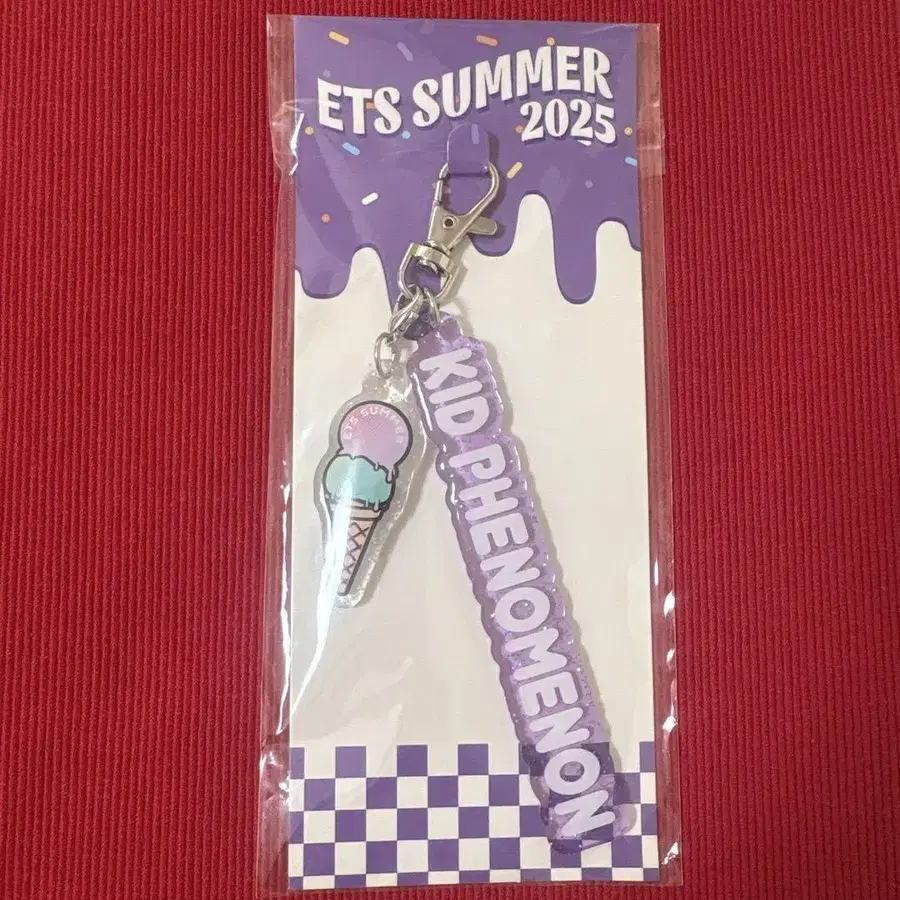 ETS SUMMER
2025
ETS SUMMER
KID PHENOMENON